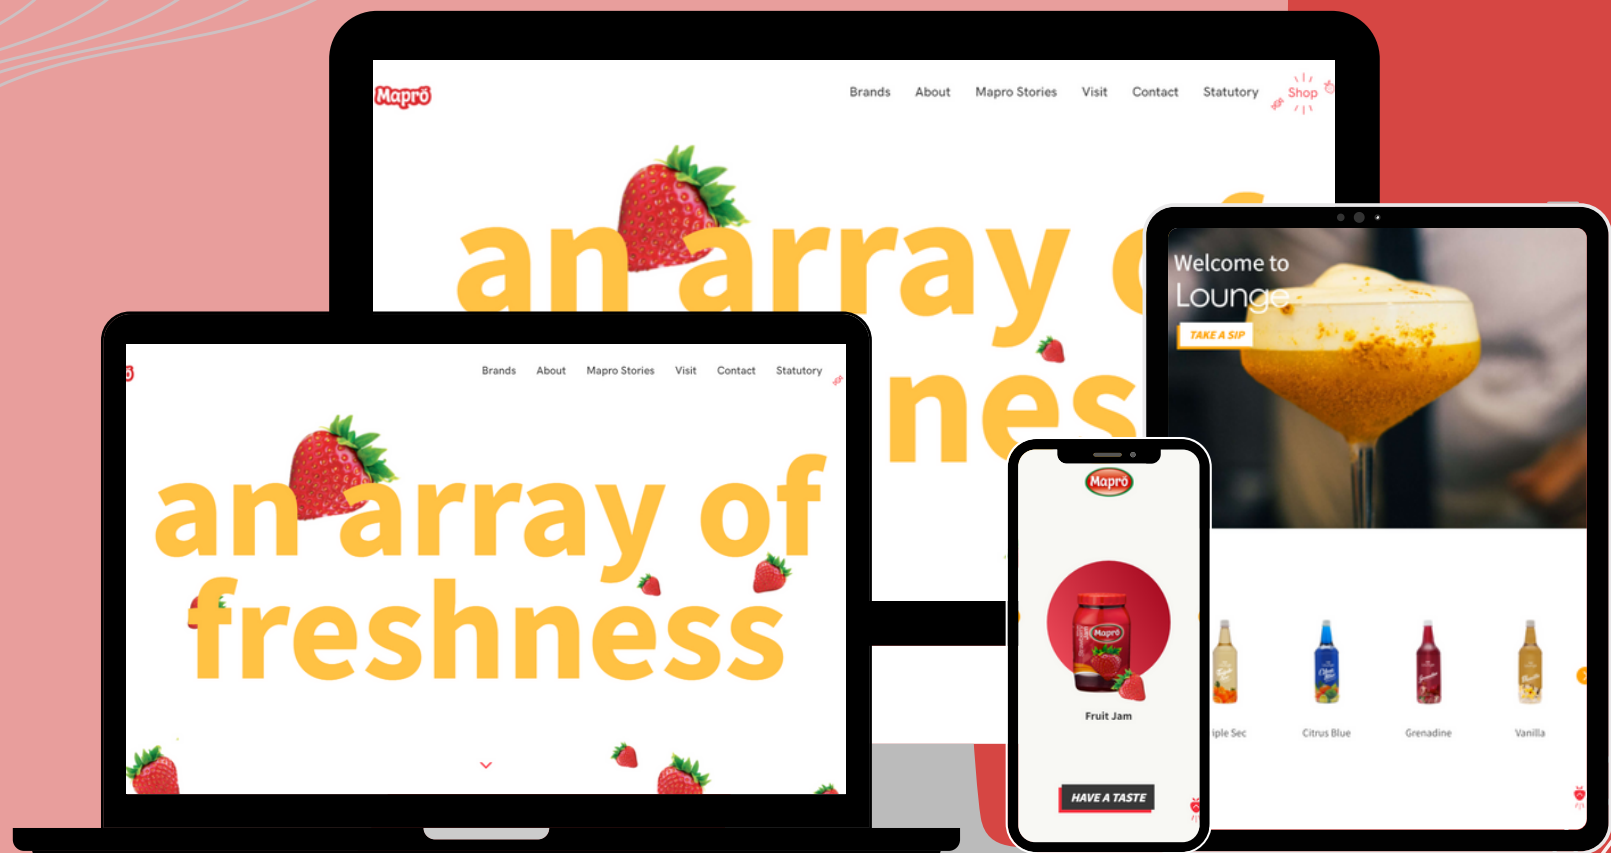 Mapro
Brands About Mapro Stories Visit Contact Statutory Shop
an array
nes
Brands About Mapro Stories Visit Contact Statutory
an array of
freshness
Welcome to
Lounge
TAKE A SIP
Citrus Blue Grenadine Vanilla
Mapro
Mapro
Fruit Jam
HAVE A TASTE